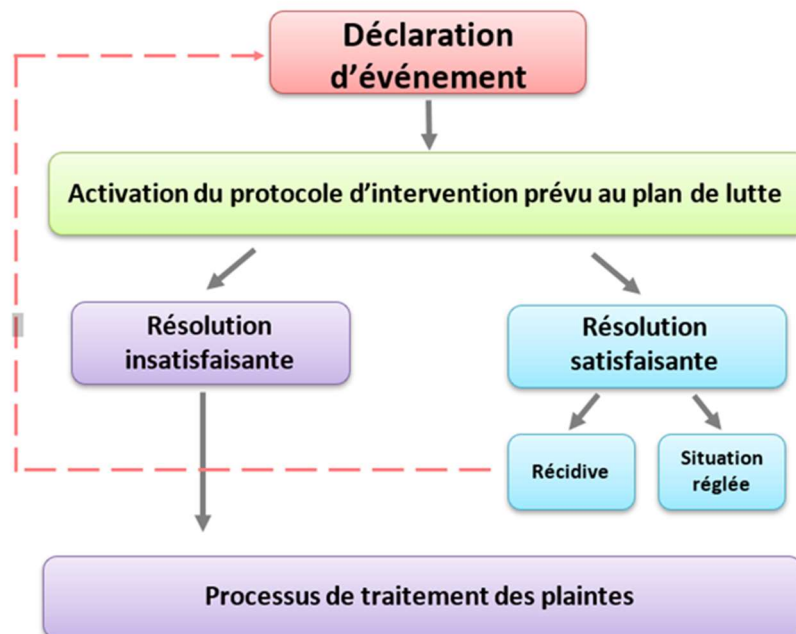 Déclaration
d’événement
Activation du protocole d’intervention prévu au plan de lutte
Résolution
insatisfaisante
Résolution
satisfaisante
Récidive
Situation
réglée
Processus de traitement des plaintes